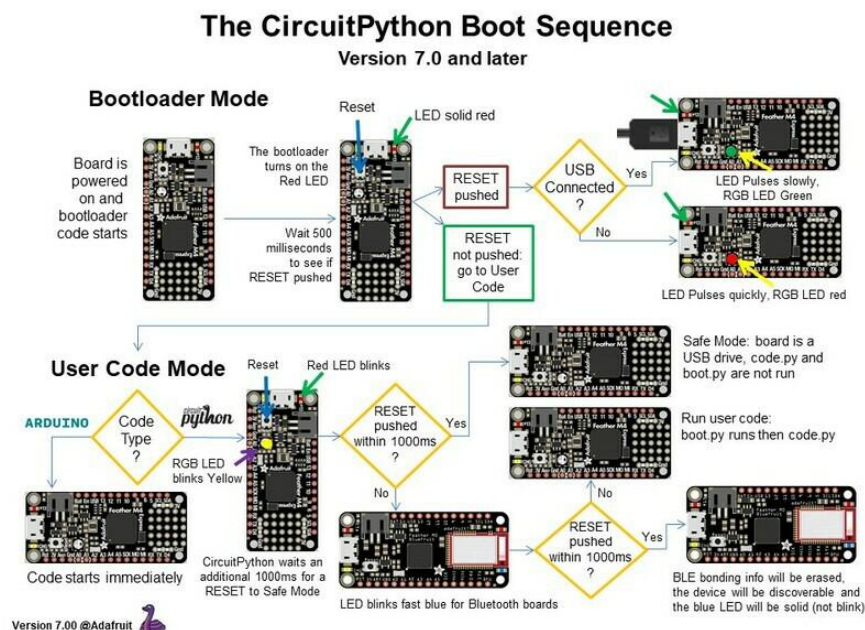 The CircuitPython Boot Sequence
Version 7.0 and later
Bootloader Mode
Reset
LED solid red
Board is
powered
on and
bootloader
code starts
The bootloader
turns on the
Red LED
Wait 500
milliseconds
to see if
RESET pushed
RESET
pushed
USB
Connected
?
Yes
LED Pulses slowly,
RGB LED Green
No
LED Pulses quickly, RGB LED red
RESET
not pushed:
go to User
Code
User Code Mode
ARDUINO
Code
Type
?
circuit
python
Reset
Red LED blinks
RGB LED
blinks Yellow
Code starts immediately
CircuitPython waits an
additional 1000ms for a
RESET to Safe Mode
RESET
pushed
within 1000ms
?
Yes
Safe Mode: board is a
USB drive, code.py and
boot.py are not run
Run user code:
boot.py runs then code.py
No
LED blinks fast blue for Bluetooth boards
RESET
pushed
within 1000ms
?
No
Yes
BLE bonding info will be erased,
the device will be discoverable and
the blue LED will be solid (not blink)
Version 7.00 @Adafruit